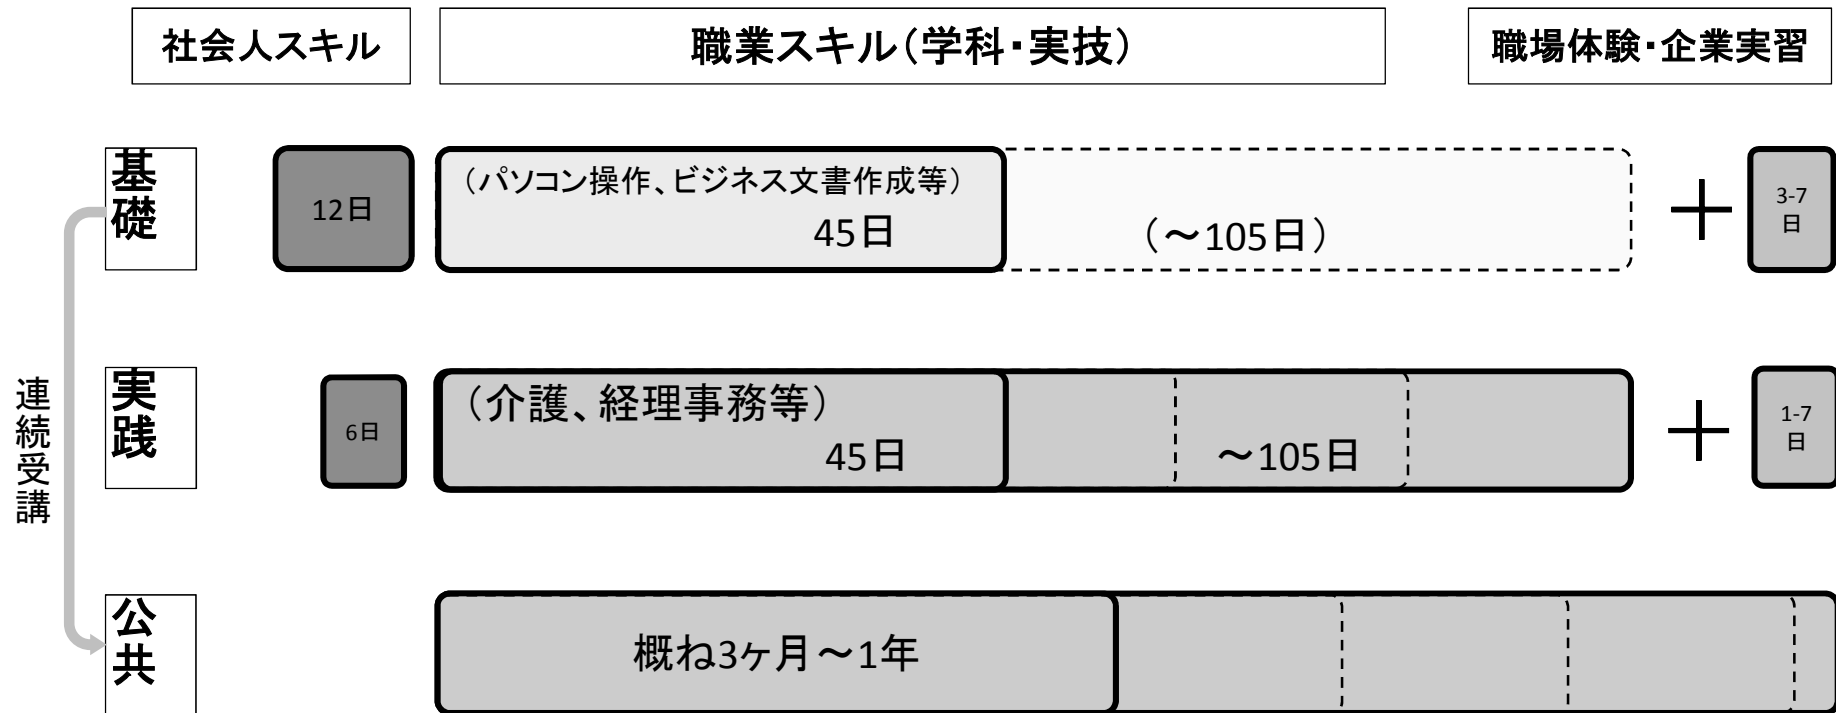 社会人スキル
職業スキル（学科・実技）
職場体験・企業実習
基礎
12日
（パソコン操作、ビジネス文書作成等）
45日
（～105日）
＋
3-7
日
連続受講
実践
6日
（介護、経理事務等）
45日
～105日
＋
1-7
日
公共
概ね3ヶ月～1年